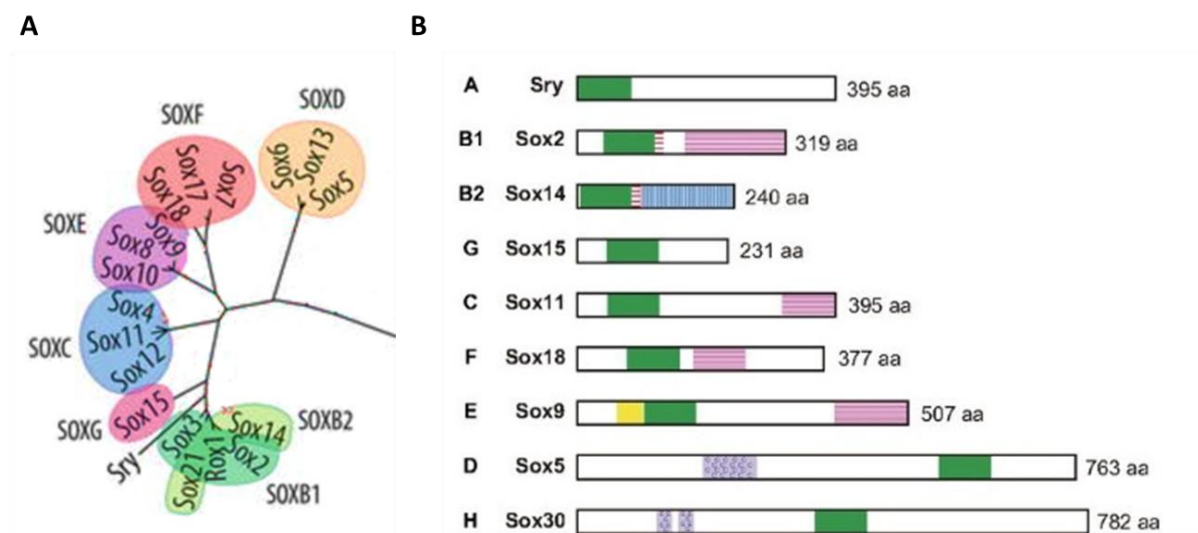 A
SOXF
SOXD
Sox17
Sox7
Sox18
Sox6
Sox13
Sox5
SOXE
Sox9
Sox8
Sox10
SOXC
Sox4
Sox11
Sox12
SOXG
Sox15
Sry
Sox3
Sox21
Rox1
Sox14
Sox2
SOXB2
SOXB1
B
A Sry 395 aa
B1 Sox2 319 aa
B2 Sox14 240 aa
G Sox15 231 aa
C Sox11 395 aa
F Sox18 377 aa
E Sox9 507 aa
D Sox5 763 aa
H Sox30 782 aa